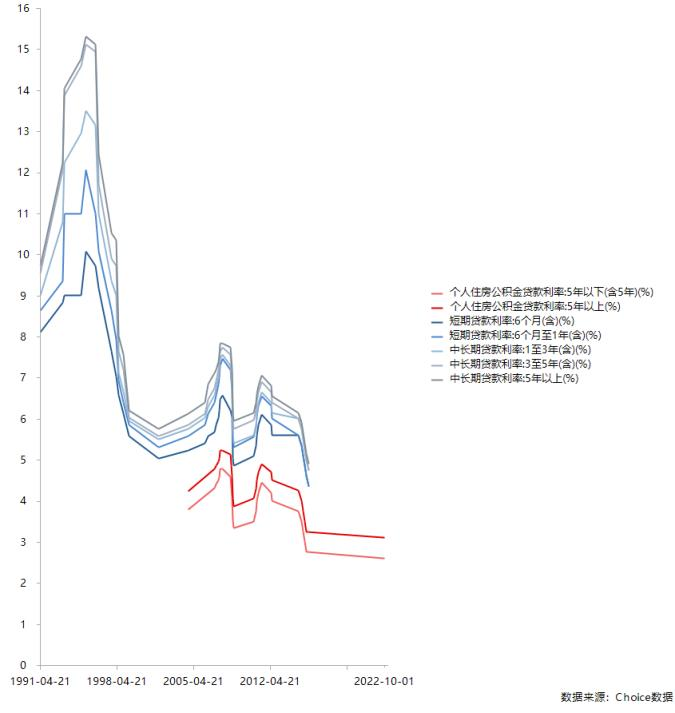 16
15
14
13
12
11
10
9
8
7
6
5
4
3
2
1
0
1991-04-21 1998-04-21 2005-04-21 2012-04-21 2022-10-01
个人住房公积金贷款利率:5年以下(含5年)(%)
个人住房公积金贷款利率:5年以上(%)
短期贷款利率:6个月(含)(%)
短期贷款利率:6个月至1年(含)(%)
中长期贷款利率:1至3年(含)(%)
中长期贷款利率:3至5年(含)(%)
中长期贷款利率:5年以上(%)
数据来源：Choice数据